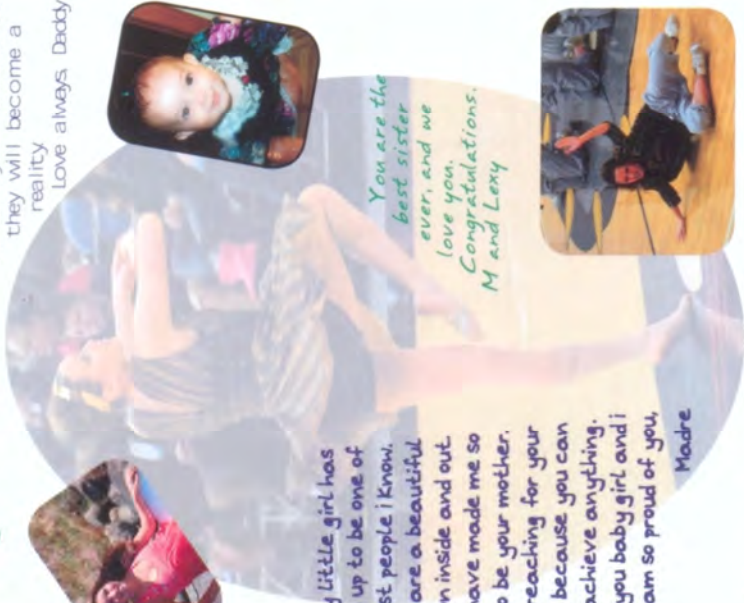 they will become a
reality
Love always Daddy
You are the
best sister
ever, and we
love you.
Congratulations.
M and Lexy
little girl has
up to be one of
people i know.
are a beautiful
inside and out
have made me so
be your mother.
reaching for your
because you can
achieve anything.
you baby girl and i
am so proud of you,
Madre